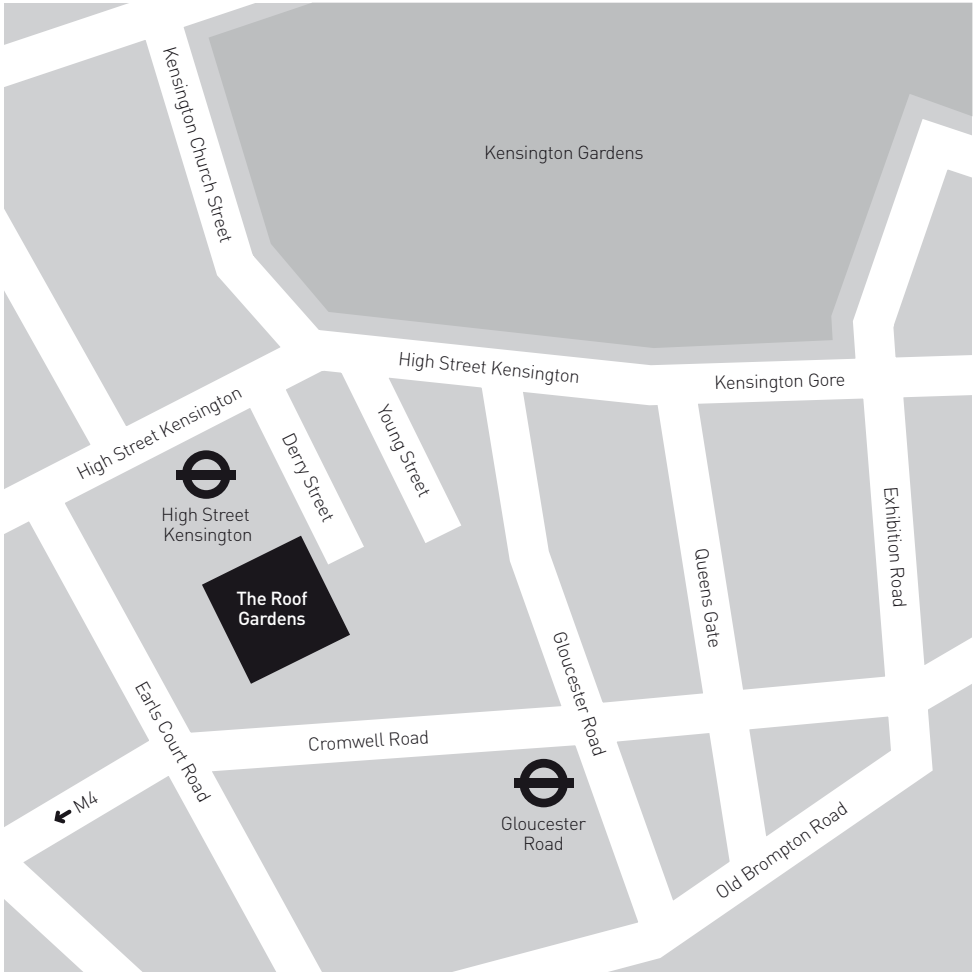 Kensington Church Street
Kensington Gardens
High Street Kensington
Kensington Gore
High Street Kensington
Derry Street
Young Street
High Street
Kensington
Exhibition Road
Queens Gate
The Roof
Gardens
Gloucester Road
Earls Court Road
Cromwell Road
M4
Gloucester
Road
Old Brompton Road